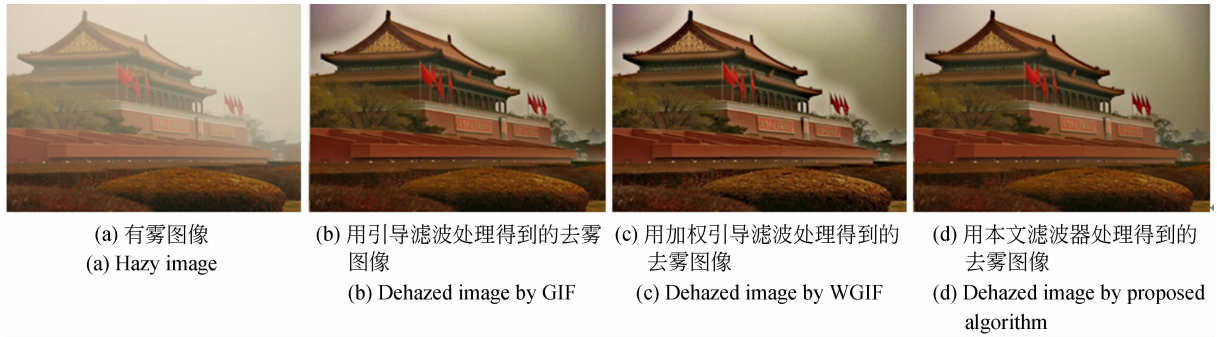 (a) 有雾图像
(a) Hazy image
(b) 用引导滤波处理得到的去雾
图像
(b) Dehazed image by GIF
(c) 用加权引导滤波处理得到的
去雾图像
(c) Dehazed image by WGIF
(d) 用本文滤波器处理得到的
去雾图像
(d) Dehazed image by proposed
algorithm